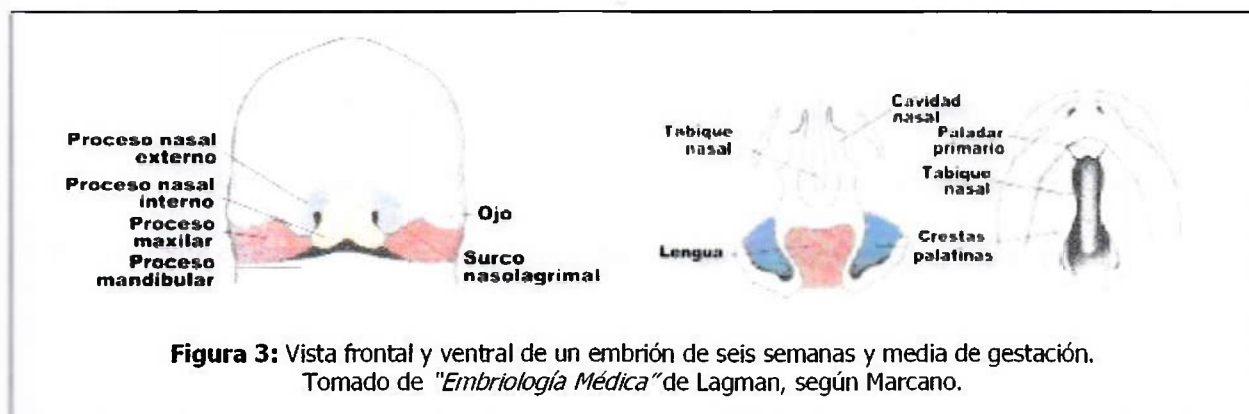 Proceso nasal
externo
Proceso nasal
interno
Proceso
maxilar
Proceso
mandibular
Ojo
Surco
nasolagrimal
Tabique
nasal
Lengua
Cavidad
nasal
Paladar
primario
Tabique
nasal
Crestas
palatinas
Figura 3: Vista frontal y ventral de un embrión de seis semanas y media de gestación.
Tomado de "Embriología Médica" de Lagman, según Marcano.